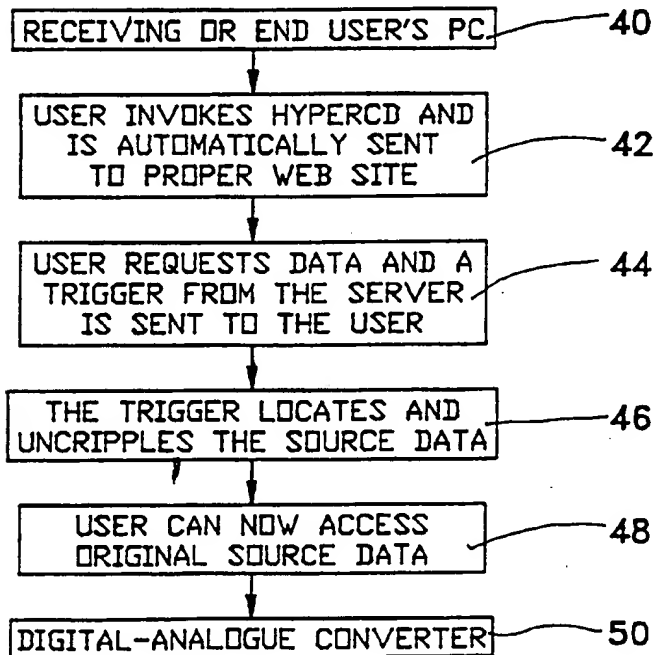 RECEIVING OR END USER'S PC 40
USER INVOKES HYPERCD AND
IS AUTOMATICALLY SENT
TO PROPER WEB SITE
42
USER REQUESTS DATA AND A
TRIGGER FROM THE SERVER
IS SENT TO THE USER
44
THE TRIGGER LOCATES AND
UNCRIPPLES THE SOURCE DATA
46
USER CAN NOW ACCESS
ORIGINAL SOURCE DATA
48
DIGITAL-ANALOGUE CONVERTER 50